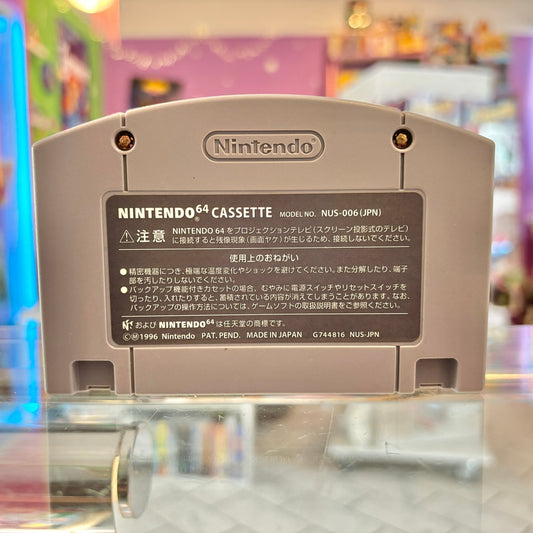 Nintendo
NINTENDO64 CASSETTE MODEL NO. NUS-006(JPN)
⚠注意 NINTENDO 64をプロジェクションテレビ(スクリーン投影式のテレビ)
に接続すると残像現象(画面ヤケ)が生じるため、接続しないでください。
使用上のおねがい
●精密機器につき、極端な温度変化やショックを避けてください。また分解したり、端子
部を汚したりしないでください。
●バックアップ機能付きカセットの場合、むやみに電源スイッチやリセットスイッチを
切ったり、入れたりすると、蓄積されている内容が消えてしまうことがあります。なお、
バックアップの操作方法については、ゲームソフトの取扱説明書をご参照ください。
および NINTENDO64 は任天堂の商標です。
©Ⓜ1996 Nintendo PAT. PEND. MADE IN JAPAN G744816 NUS-JPN